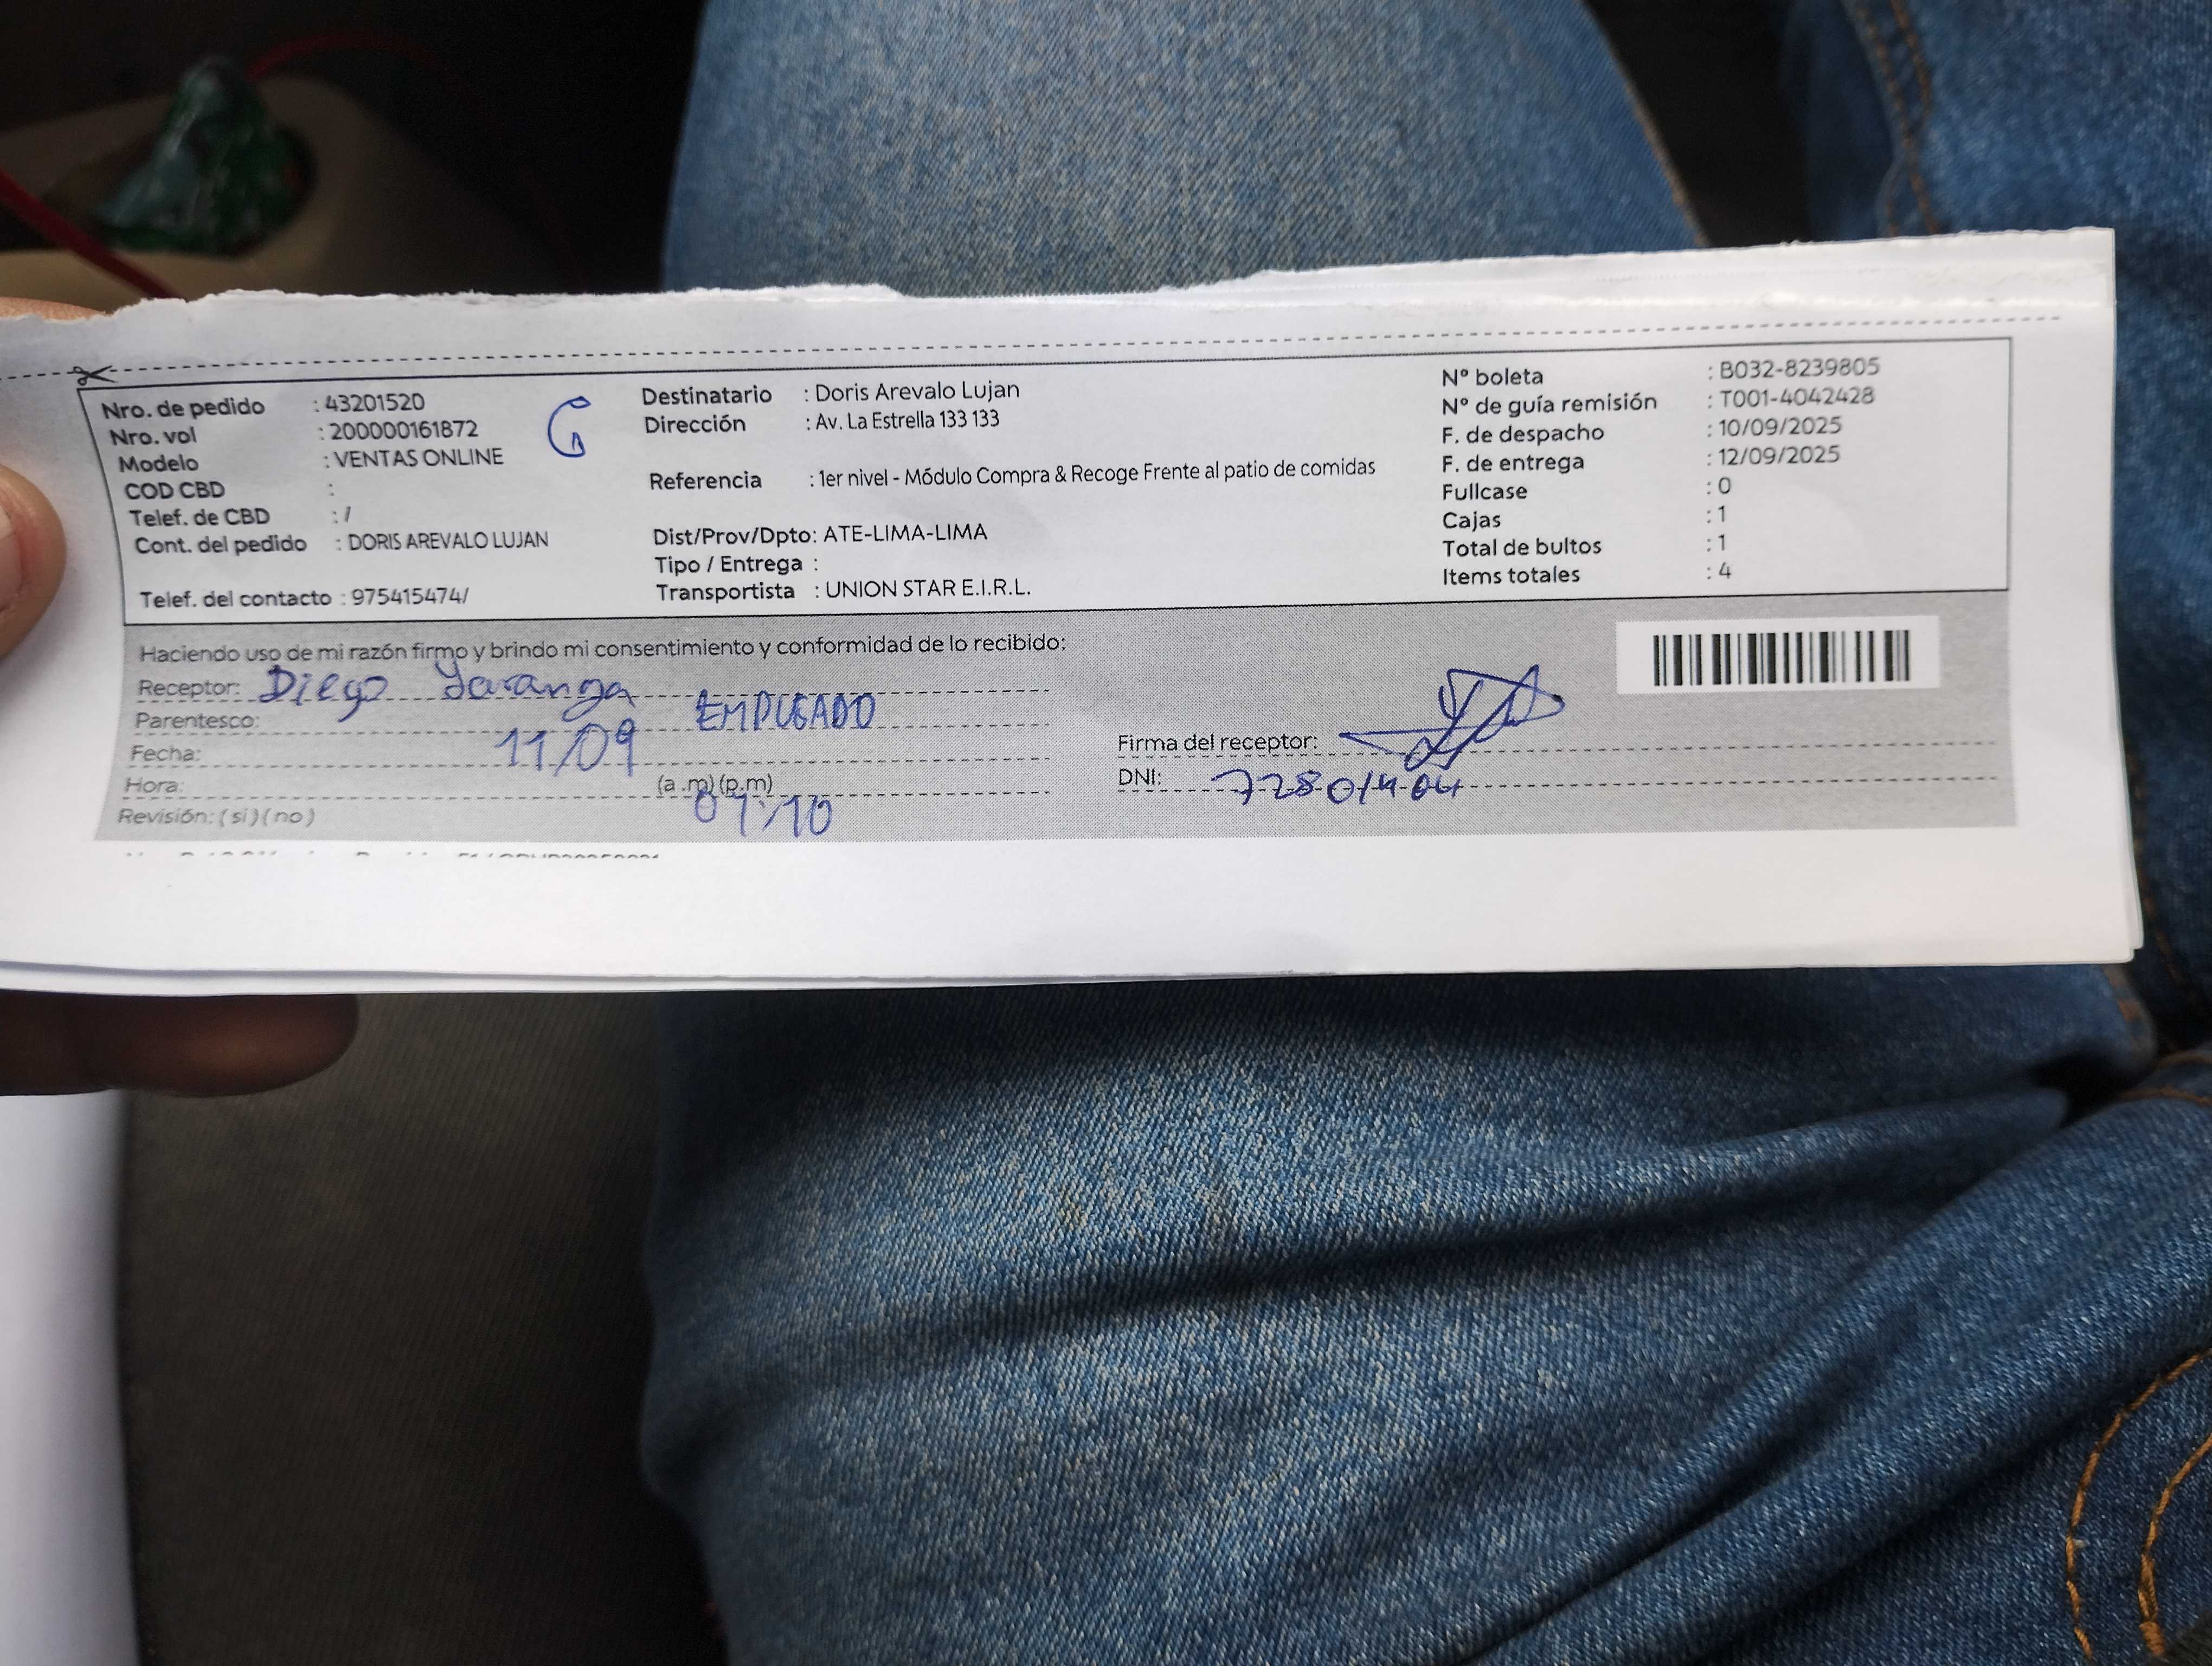 Nro. de pedido : 43201520
Nro. vol : 200000161872
Modelo : VENTAS ONLINE
COD CBD :
Telef. de CBD : /
Cont. del pedido : DORIS AREVALO LUJAN
Telef. del contacto : 975415474/
Destinatario : Doris Arevalo Lujan
Dirección : Av. La Estrella 133 133
Referencia : 1er nivel - Módulo Compra & Recoge Frente al patio de comidas
Dist/Prov/Dpto: ATE-LIMA-LIMA
Tipo / Entrega :
Transportista : UNION STAR E.I.R.L.
N° boleta : B032-8239805
N° de guía remisión : T001-4042428
F. de despacho : 10/09/2025
F. de entrega : 12/09/2025
Fullcase : 0
Cajas : 1
Total de bultos : 1
Items totales : 4
Haciendo uso de mi razón firmo y brindo mi consentimiento y conformidad de lo recibido:
Receptor: Diego Yaranga
Parentesco: EMPLEADO
Fecha: 11/09
Hora: (a .m) (p.m)
Revisión: ( si ) ( no )
Firma del receptor:
DNI: